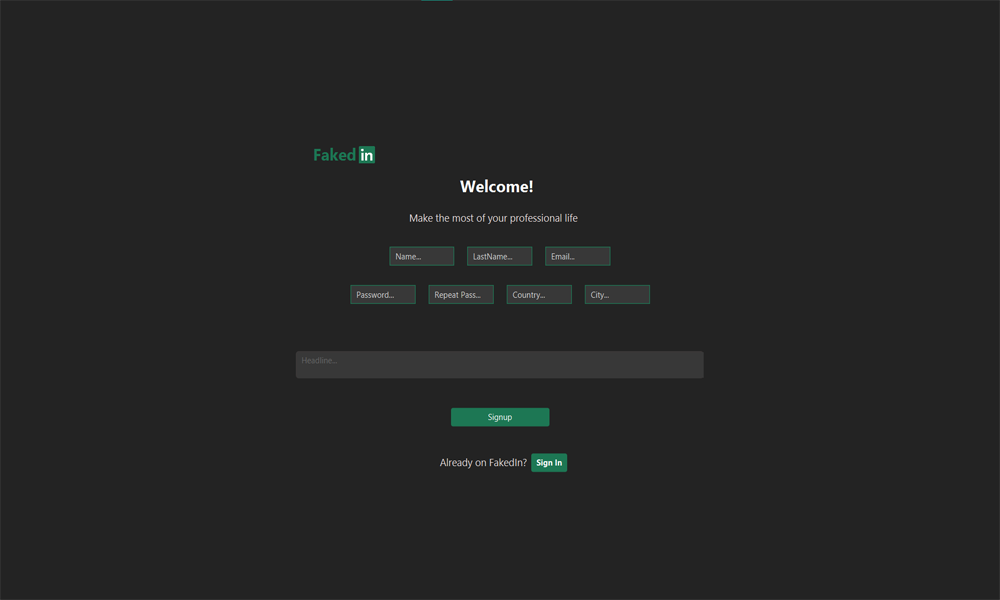 Faked in
Welcome!
Make the most of your professional life
Name... LastName... Email...
Password... Repeat Pass... Country... City...
Headline...
Signup
Already on FakedIn? Sign In